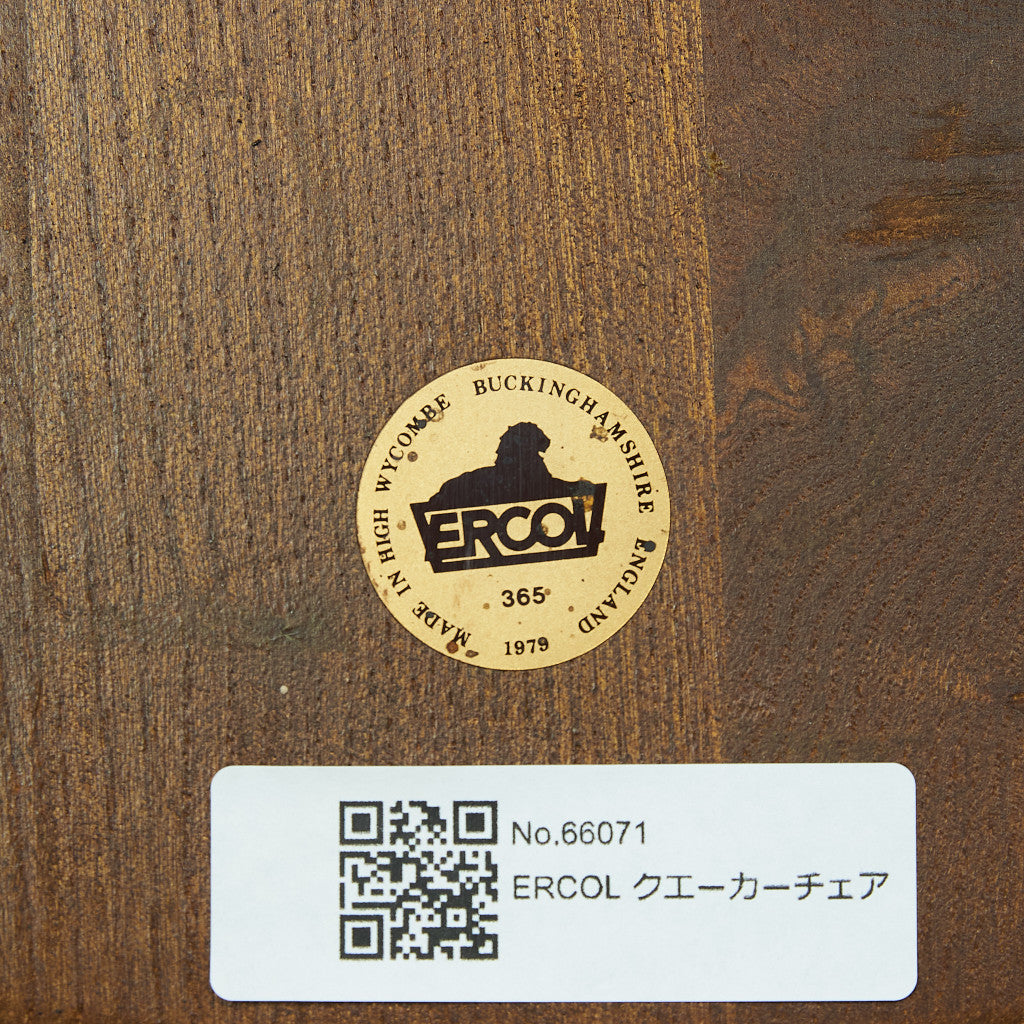 MADE IN HIGH WYCOMBE BUCKINGHAMSHIRE ENGLAND
ERCOL
365
1979
No.66071
ERCOL クエーカーチェア